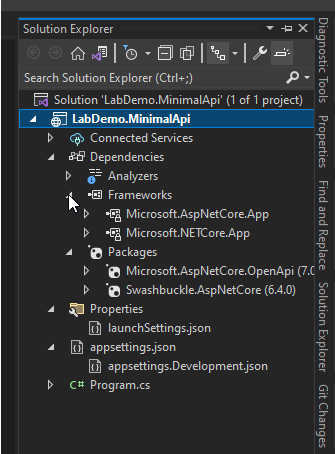 Solution Explorer
Search Solution Explorer (Ctrl+;)
Solution 'LabDemo.MinimalApi' (1 of 1 project)
LabDemo.MinimalApi
Connected Services
Dependencies
Analyzers
Frameworks
Microsoft.AspNetCore.App
Microsoft.NETCore.App
Packages
Microsoft.AspNetCore.OpenApi (7.0
Swashbuckle.AspNetCore (6.4.0)
Properties
launchSettings.json
appsettings.json
appsettings.Development.json
C# Program.cs
Diagnostic Tools
Properties
Find and Replace
Solution Explorer
Git Changes